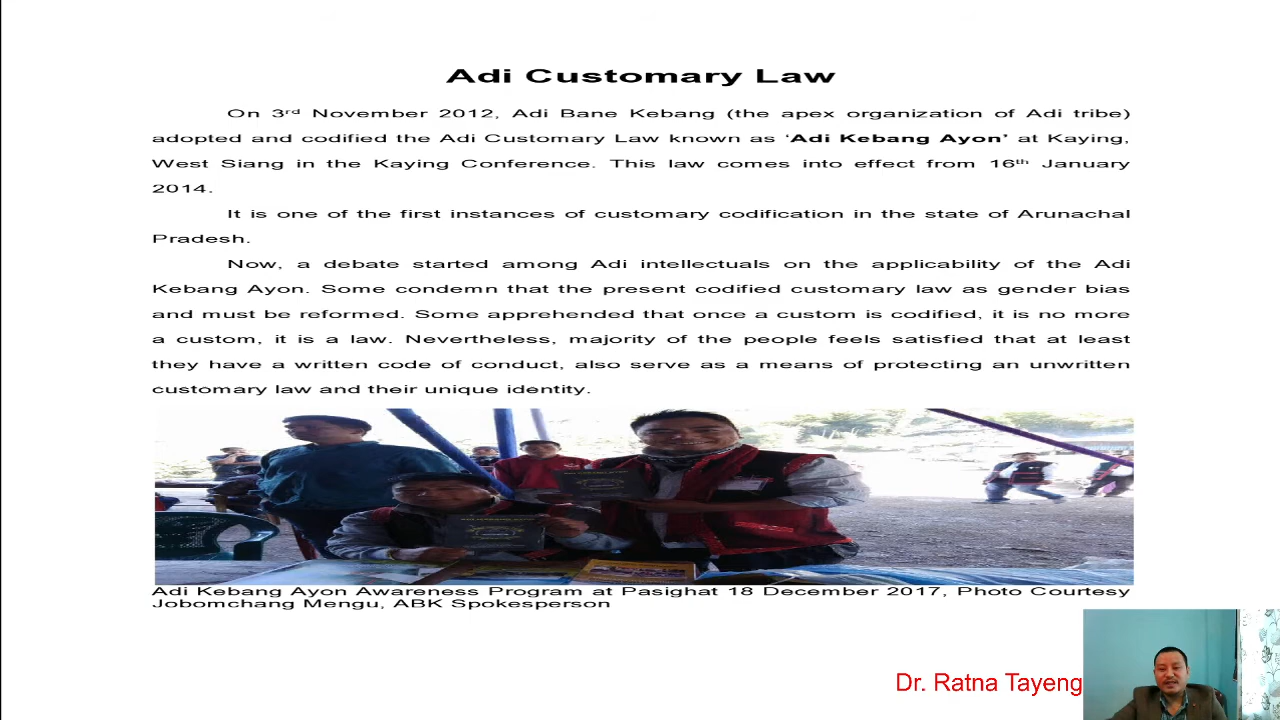 Adi Customary Law
On 3rd November 2012, Adi Bane Kebang (the apex organization of Adi tribe)
adopted and codified the Adi Customary Law known as ‘Adi Kebang Ayon’ at Kaying,
West Siang in the Kaying Conference. This law comes into effect from 16th January
2014.
It is one of the first instances of customary codification in the state of Arunachal
Pradesh.
Now, a debate started among Adi intellectuals on the applicability of the Adi
Kebang Ayon. Some condemn that the present codified customary law as gender bias
and must be reformed. Some apprehended that once a custom is codified, it is no more
a custom, it is a law. Nevertheless, majority of the people feels satisfied that at least
they have a written code of conduct, also serve as a means of protecting an unwritten
customary law and their unique identity.
Adi Kebang Ayon Awareness Program at Pasighat 18 December 2017, Photo Courtesy
Jobomchang Mengu, ABK Spokesperson
Dr. Ratna Tayeng